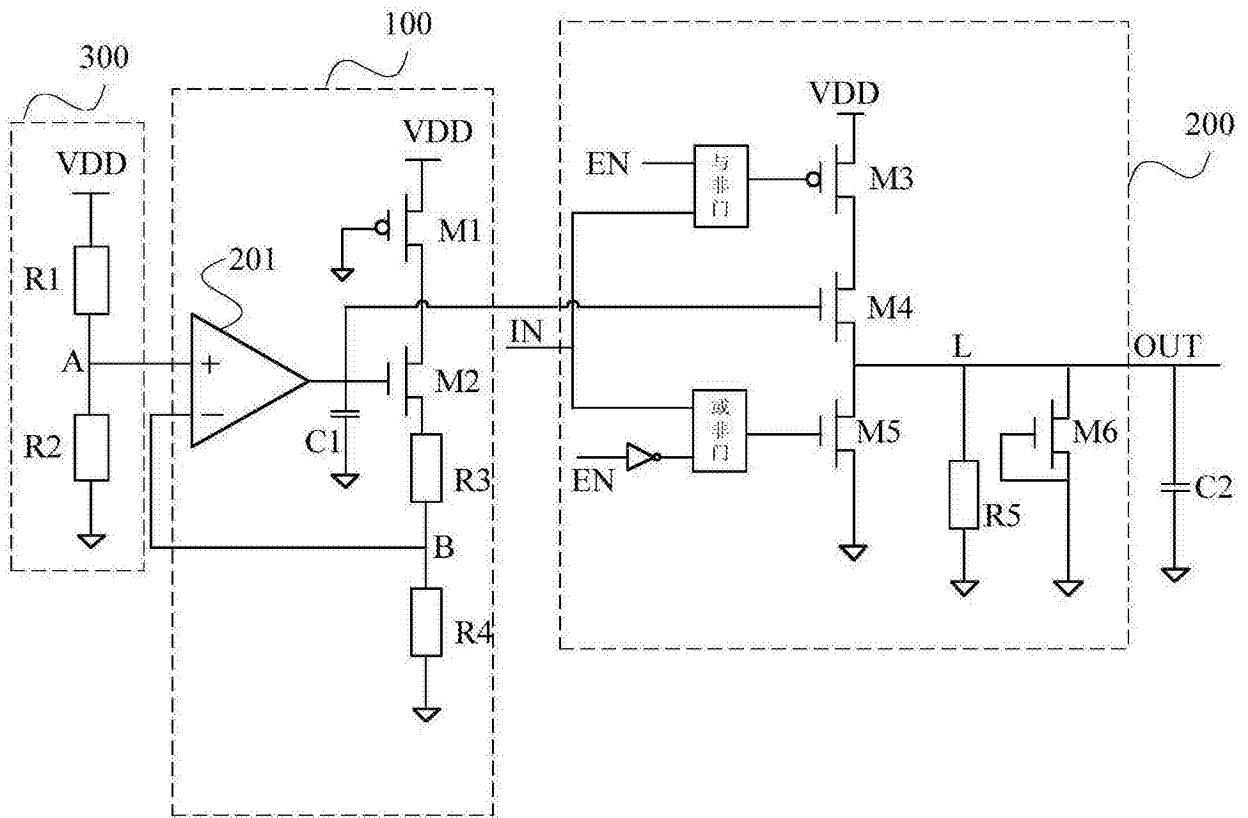 300
VDD
R1
A
R2
100
VDD
M1
201
+
−
M2
C1
R3
B
R4
200
VDD
EN
与非门
M3
M4
IN
L
OUT
或非门
M5
EN
R5
M6
C2